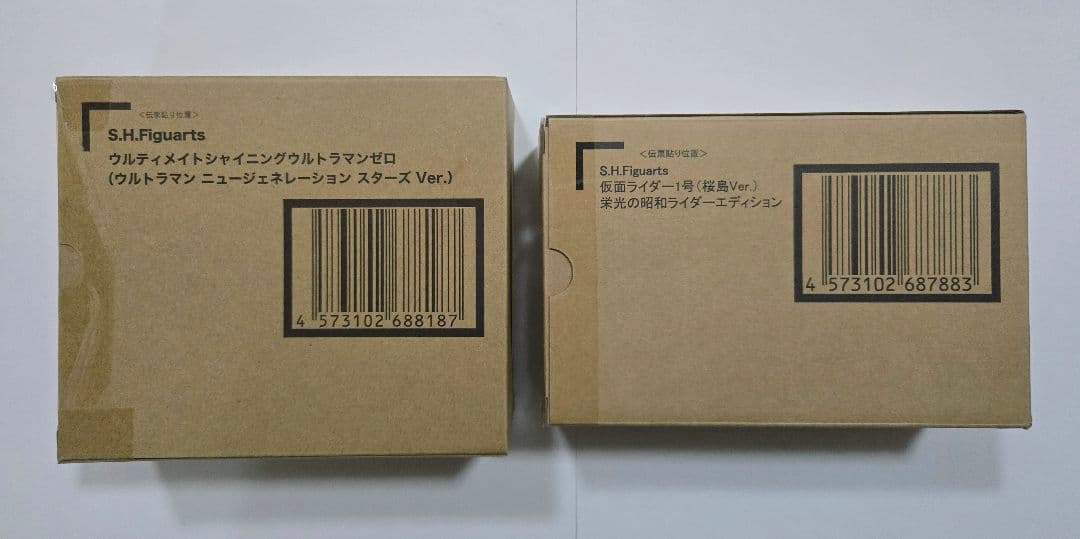 <伝票貼り位置>
S.H.Figuarts
ウルティメイトシャイニングウルトラマンゼロ
(ウルトラマン ニュージェネレーション スターズ Ver.)
4 573102 688187
<伝票貼り位置>
S.H.Figuarts
仮面ライダー1号(桜島Ver.)
栄光の昭和ライダーエディション
4 573102 687883